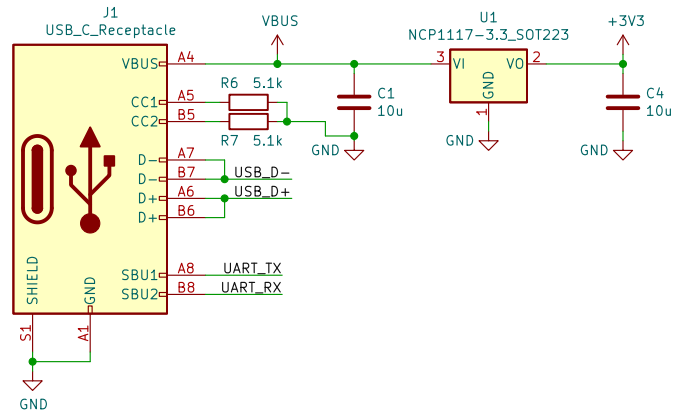 J1
USB_C_Receptacle
VBUS
U1
NCP1117-3.3_SOT223
+3V3
VBUS
A4
3
VI
VO
2
GND
1
CC1
A5
R6
5.1k
CC2
B5
R7
5.1k
C1
10u
GND
GND
C4
10u
GND
D-
A7
D-
B7
USB_D-
D+
A6
USB_D+
D+
B6
SBU1
A8
UART_TX
SBU2
B8
UART_RX
SHIELD
GND
S1
A1
GND